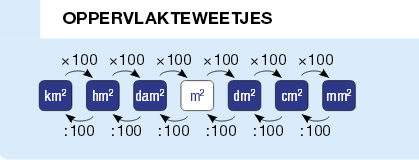 OPPERVLAKTEWEETJES
×100 ×100 ×100 ×100 ×100 ×100
km² hm² dam² m² dm² cm² mm²
:100 :100 :100 :100 :100 :100